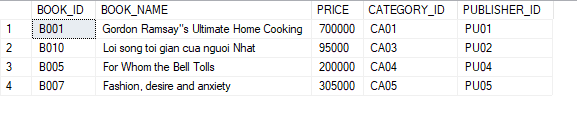 BOOK_ID BOOK_NAME PRICE CATEGORY_ID PUBLISHER_ID
1 B001 Gordon Ramsay''s Ultimate Home Cooking 700000 CA01 PU01
2 B010 Loi song toi gian cua nguoi Nhat 95000 CA03 PU02
3 B005 For Whom the Bell Tolls 200000 CA04 PU04
4 B007 Fashion, desire and anxiety 305000 CA05 PU05